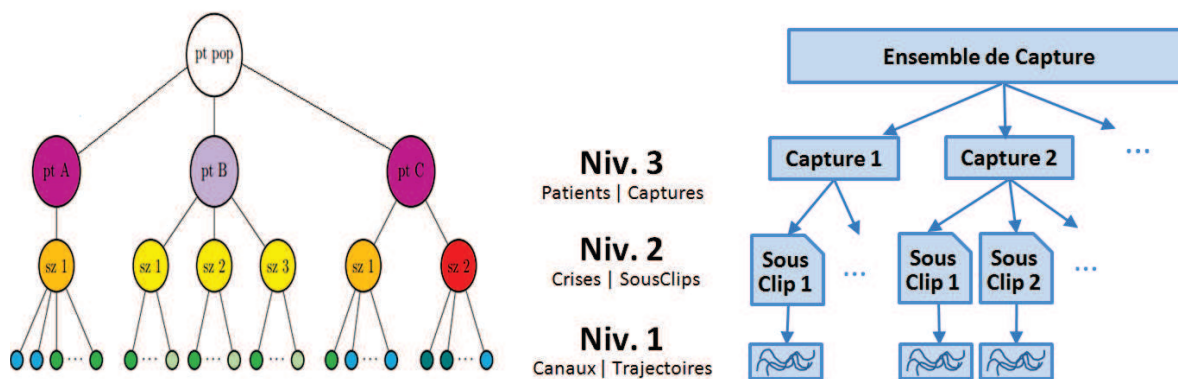 pt pop
pt A
pt B
pt C
sz 1
sz 1
sz 2
sz 3
sz 1
sz 2
...
...
...
...
...
...
Niv. 3
Patients | Captures
Niv. 2
Crises | SousClips
Niv. 1
Canaux | Trajectoires
Ensemble de Capture
Capture 1
Capture 2
...
Sous
Clip 1
...
Sous
Clip 1
Sous
Clip 2
...